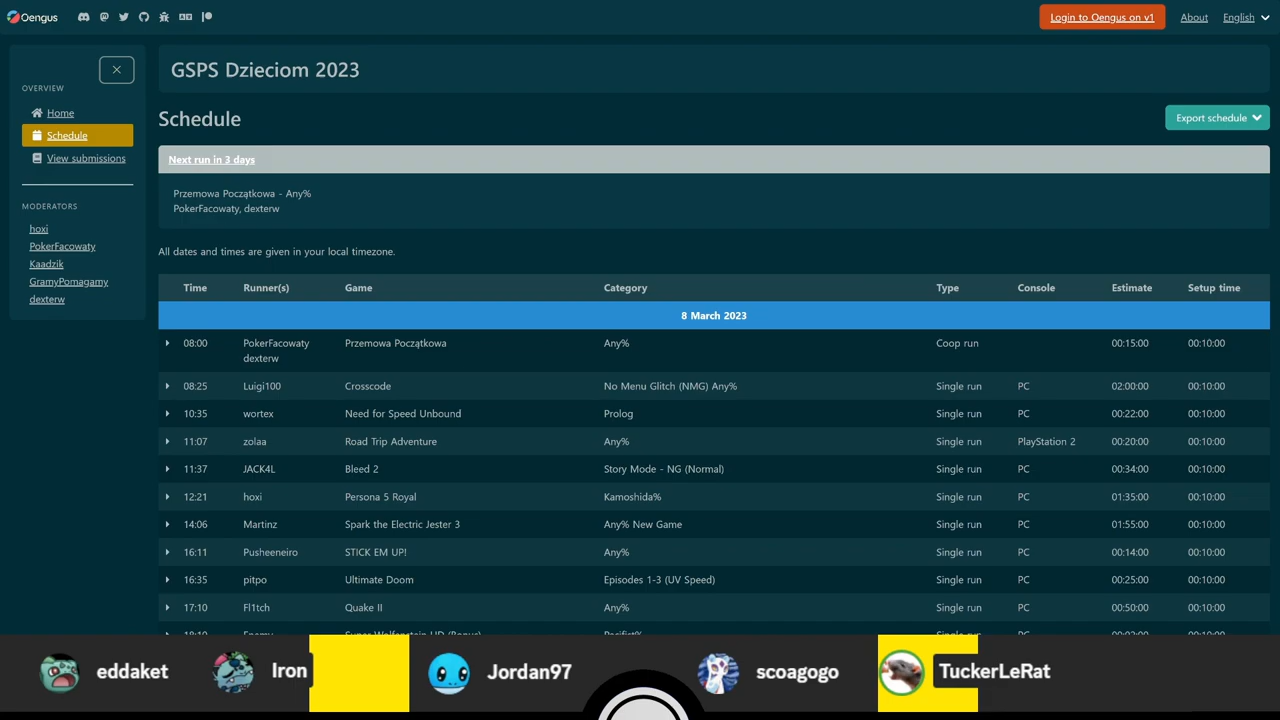 Oengus
Login to Oengus on v1
About
English
OVERVIEW
Home
Schedule
View submissions
MODERATORS
hoxi
PokerFacowaty
Kaadzik
GramyPomagamy
dexterw
GSPS Dzieciom 2023
Schedule
Export schedule
Next run in 3 days
Przemowa Początkowa - Any%
PokerFacowaty, dexterw
All dates and times are given in your local timezone.
Time Runner(s) Game Category Type Console Estimate Setup time
8 March 2023
08:00 PokerFacowaty Przemowa Początkowa Any% Coop run 00:15:00 00:10:00
dexterw
08:25 Luigi100 Crosscode No Menu Glitch (NMG) Any% Single run PC 02:00:00 00:10:00
10:35 wortex Need for Speed Unbound Prolog Single run PC 00:22:00 00:10:00
11:07 zolaa Road Trip Adventure Any% Single run PlayStation 2 00:20:00 00:10:00
11:37 JACK4L Bleed 2 Story Mode - NG (Normal) Single run PC 00:34:00 00:10:00
12:21 hoxi Persona 5 Royal Kamoshida% Single run PC 01:35:00 00:10:00
14:06 Martinz Spark the Electric Jester 3 Any% New Game Single run PC 01:55:00 00:10:00
16:11 Pusheeneiro STICK EM UP! Any% Single run PC 00:14:00 00:10:00
16:35 pitpo Ultimate Doom Episodes 1-3 (UV Speed) Single run PC 00:25:00 00:10:00
17:10 Fl1tch Quake II Any% Single run PC 00:50:00 00:10:00
eddaket Iron Jordan97 scoagogo TuckerLeRat